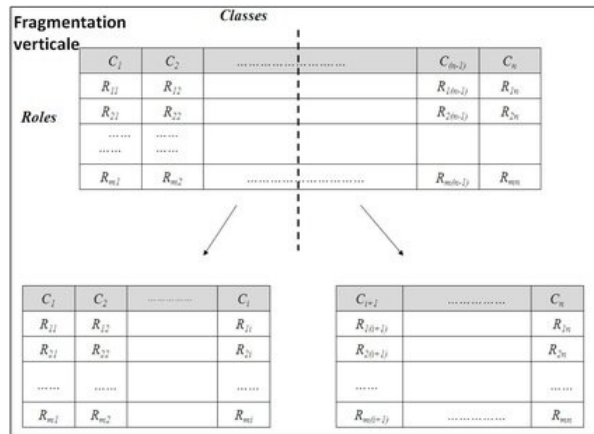 Classes
Fragmentation
verticale
C1 C2 ........................ C(n-1) Cn
R11 R12 R1(n-1) R1n
Roles
R21 R22 R2(n-1) R2n
...... ......
...... ......
Rm1 Rm2 ........................... Rm(n-1) Rmn
C1 C2 ............... Ci
R11 R12 R1i
R21 R22 R2i
...... ...... ......
Rm1 Rm2 Rmi
Ci+1 ............... Cn
R1(i+1) R1n
R2(i+1) R2n
...... ......
Rm(i+1) ............... Rmn